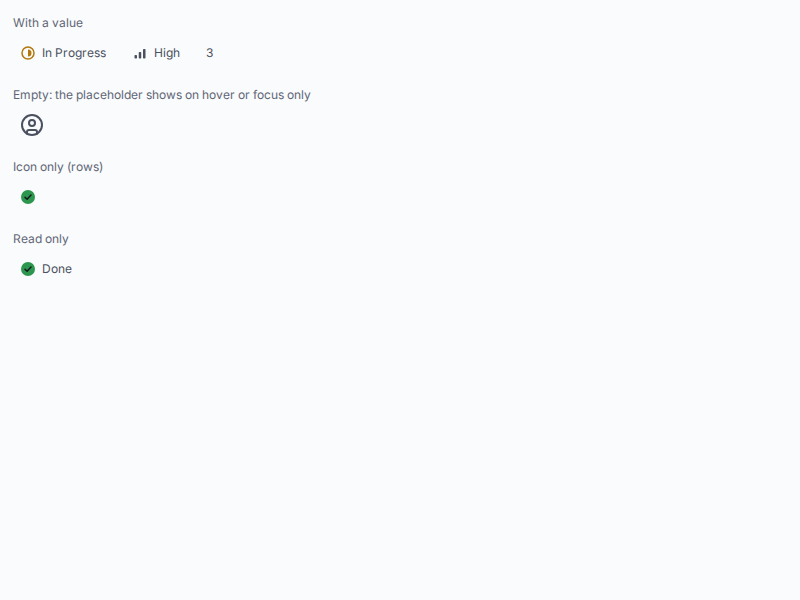 With a value
In Progress High 3
Empty: the placeholder shows on hover or focus only
Icon only (rows)
Read only
Done